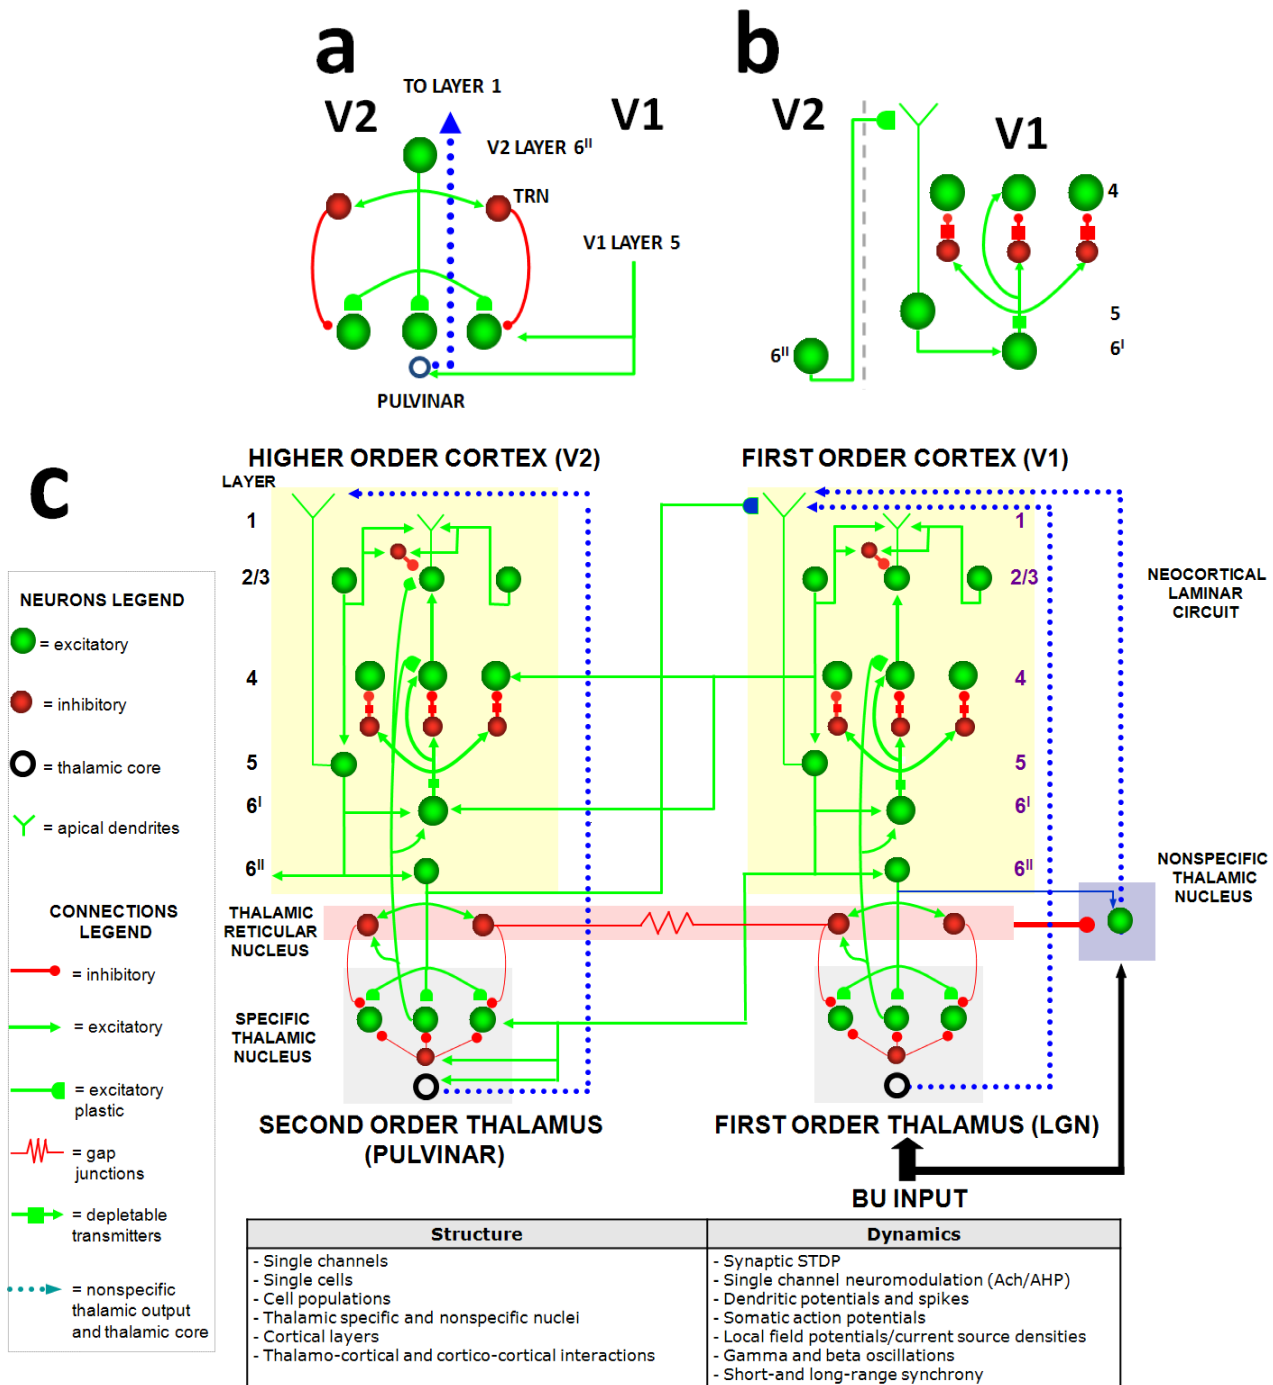 a
b
TO LAYER 1
V2
V1
V2 LAYER 6II
TRN
V1 LAYER 5
PULVINAR
V2
V1
4
5
6I
6II
c
HIGHER ORDER CORTEX (V2)
FIRST ORDER CORTEX (V1)
LAYER
1
2/3
4
5
6I
6II
1
2/3
4
5
6I
6II
NEOCORTICAL
LAMINAR
CIRCUIT
NONSPECIFIC
THALAMIC
NUCLEUS
THALAMIC
RETICULAR
NUCLEUS
SPECIFIC
THALAMIC
NUCLEUS
SECOND ORDER THALAMUS
(PULVINAR)
FIRST ORDER THALAMUS (LGN)
BU INPUT
NEURONS LEGEND
= excitatory
= inhibitory
= thalamic core
= apical dendrites
CONNECTIONS
LEGEND
= inhibitory
= excitatory
= excitatory
plastic
= gap
junctions
= depletable
transmitters
= nonspecific
thalamic output
and thalamic core
Structure
- Single channels
- Single cells
- Cell populations
- Thalamic specific and nonspecific nuclei
- Cortical layers
- Thalamo-cortical and cortico-cortical interactions
Dynamics
- Synaptic STDP
- Single channel neuromodulation (Ach/AHP)
- Dendritic potentials and spikes
- Somatic action potentials
- Local field potentials/current source densities
- Gamma and beta oscillations
- Short-and long-range synchrony